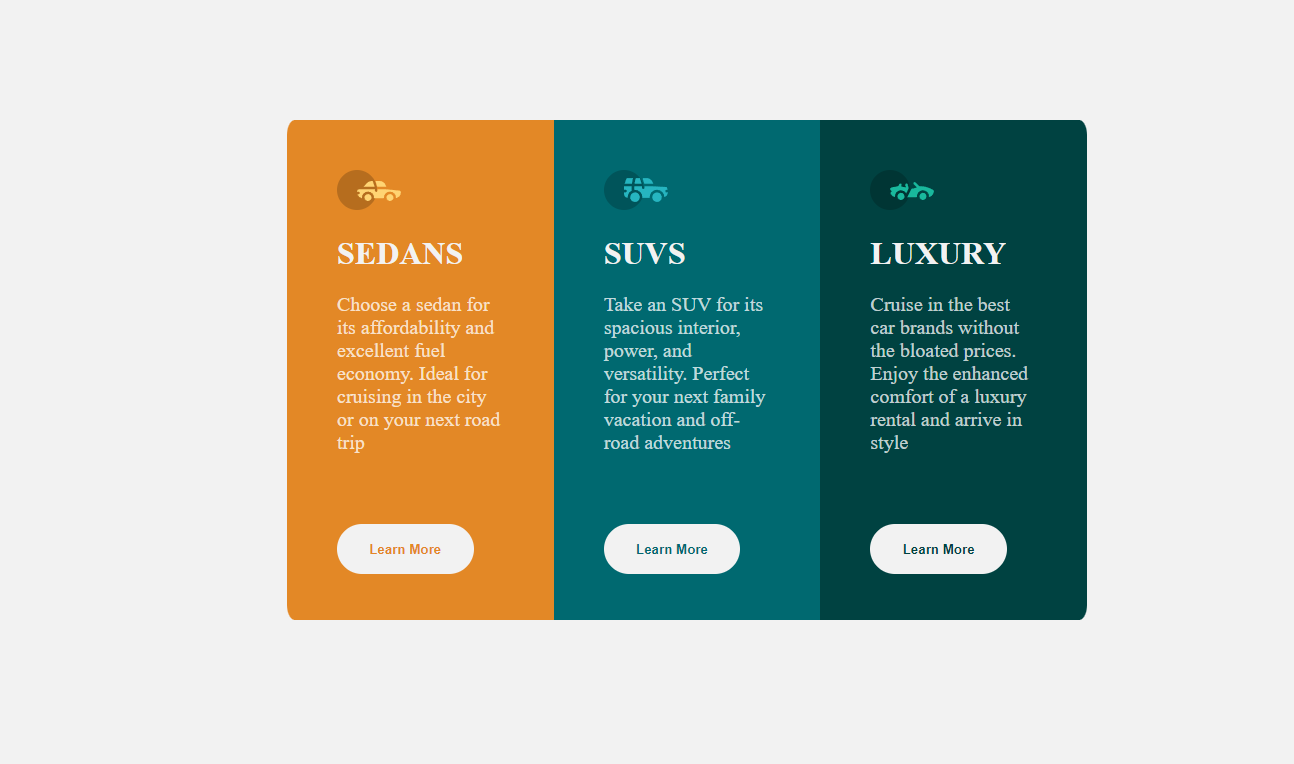 SEDANS
Choose a sedan for
its affordability and
excellent fuel
economy. Ideal for
cruising in the city
or on your next road
trip
Learn More
SUVS
Take an SUV for its
spacious interior,
power, and
versatility. Perfect
for your next family
vacation and off-
road adventures
Learn More
LUXURY
Cruise in the best
car brands without
the bloated prices.
Enjoy the enhanced
comfort of a luxury
rental and arrive in
style
Learn More